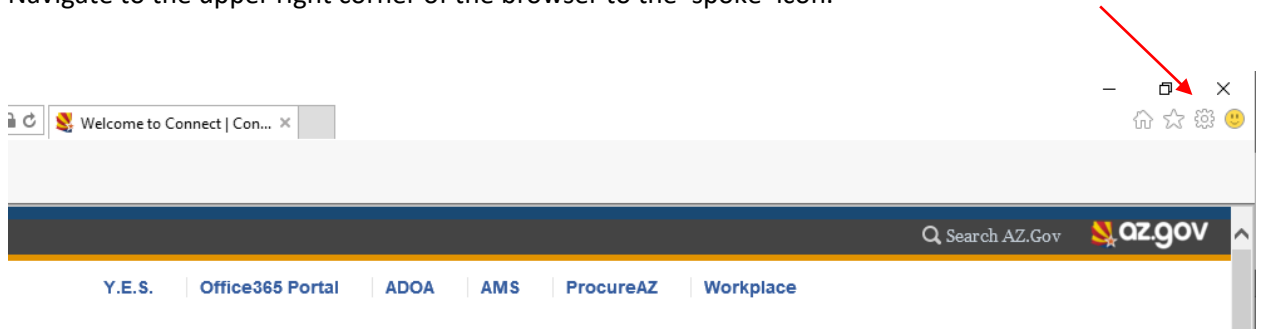 Navigate to the upper right corner of the browser to the 'spoke' icon.
Welcome to Connect | Con...
Search AZ.Gov az.gov
Y.E.S. Office365 Portal ADOA AMS ProcureAZ Workplace